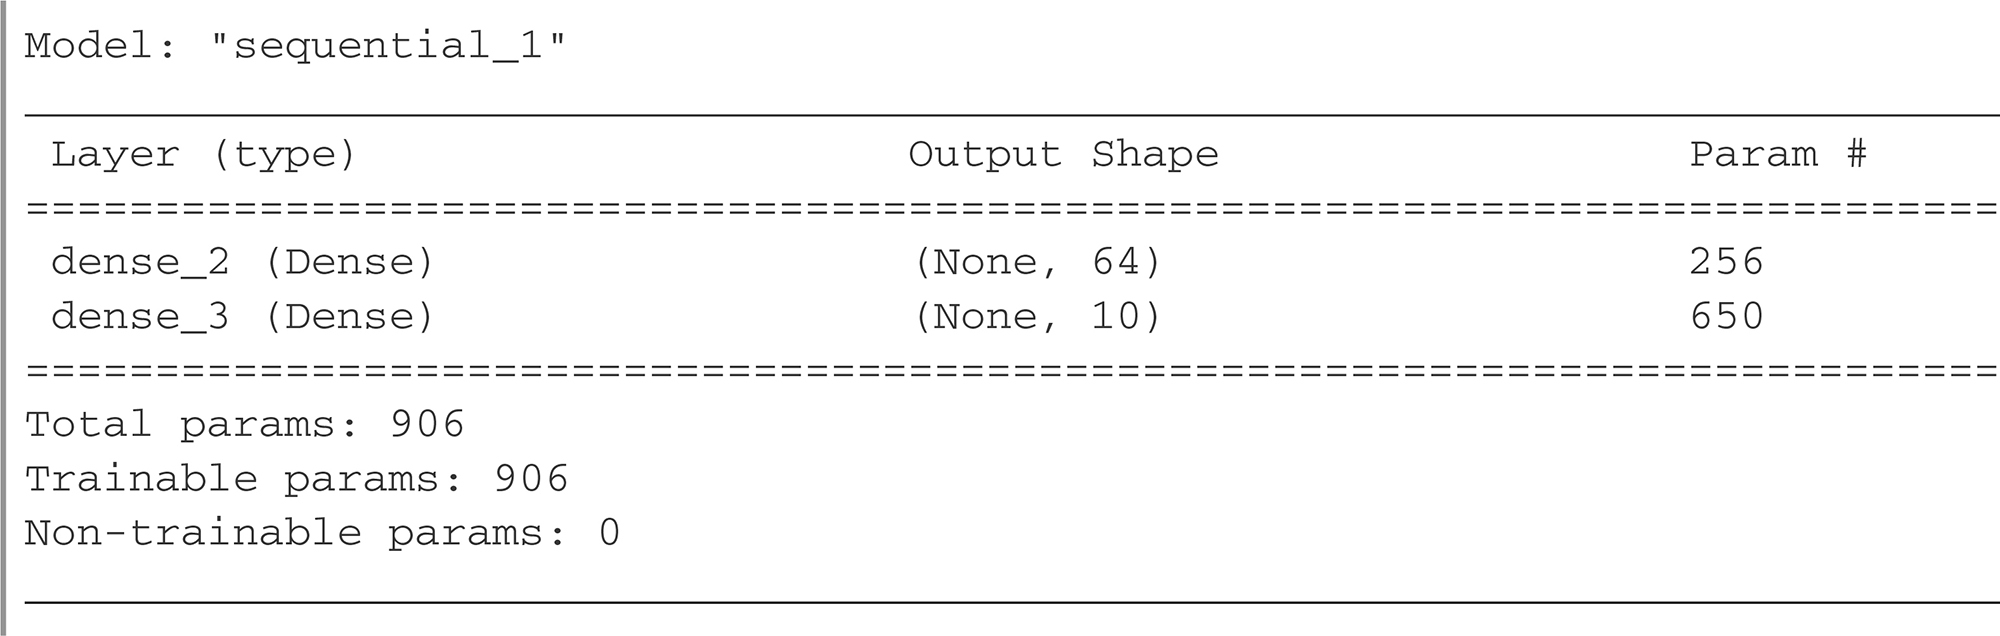 Model: "sequential_1"
Layer (type) Output Shape Param #
============================================================================
dense_2 (Dense) (None, 64) 256
dense_3 (Dense) (None, 10) 650
============================================================================
Total params: 906
Trainable params: 906
Non-trainable params: 0